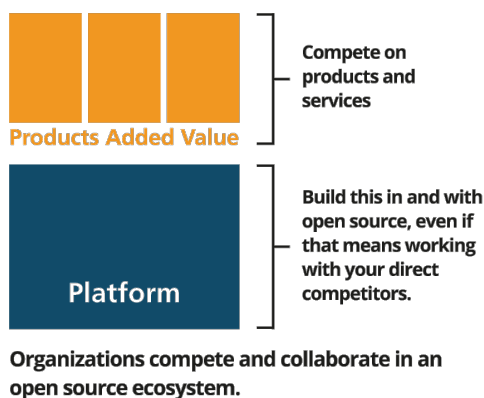 Compete on
products and
services
Products Added Value
Build this in and with
open source, even if
that means working
with your direct
competitors.
Platform
Organizations compete and collaborate in an
open source ecosystem.